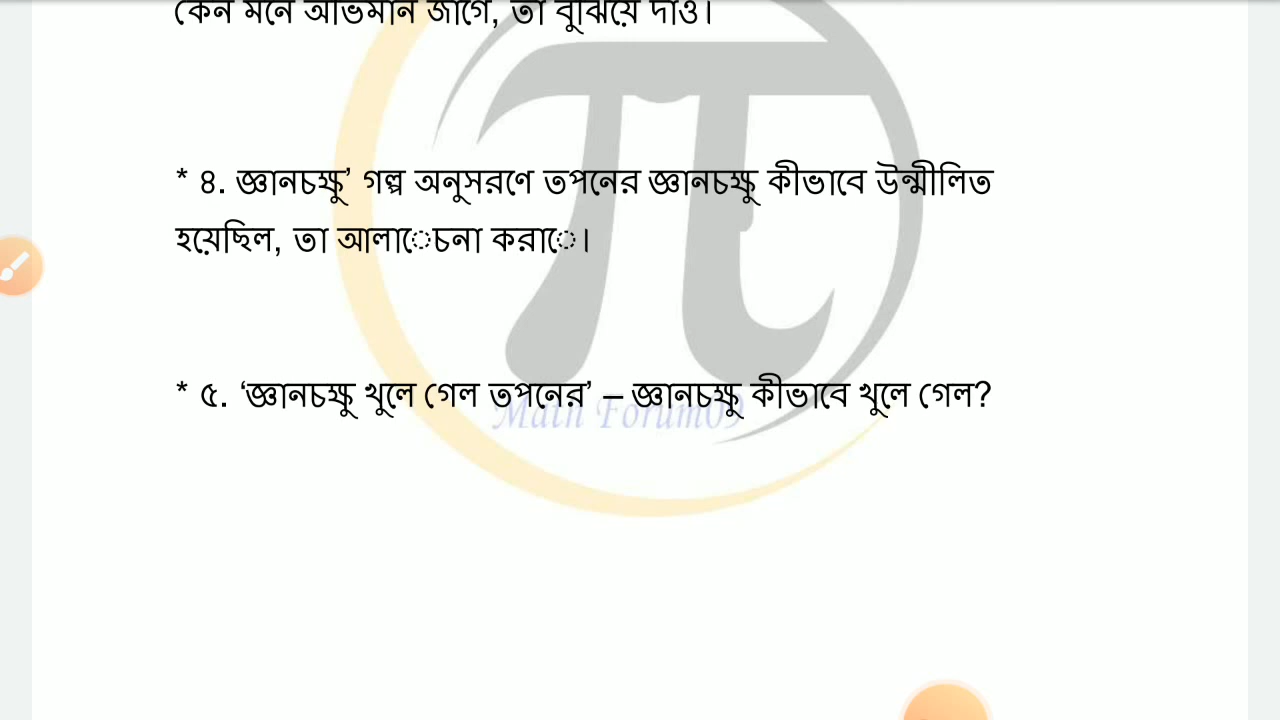 কেন মনে অভিমান জাগে, তা বুঝিয়ে দাও।
* ৪. জ্ঞানচক্ষু’ গল্প অনুসরণে তপনের জ্ঞানচক্ষু কীভাবে উন্মীলিত
হয়েছিল, তা আলােচনা করাে।
* ৫. ‘জ্ঞানচক্ষু খুলে গেল তপনের’ – জ্ঞানচক্ষু কীভাবে খুলে গেল?
Math Forum09